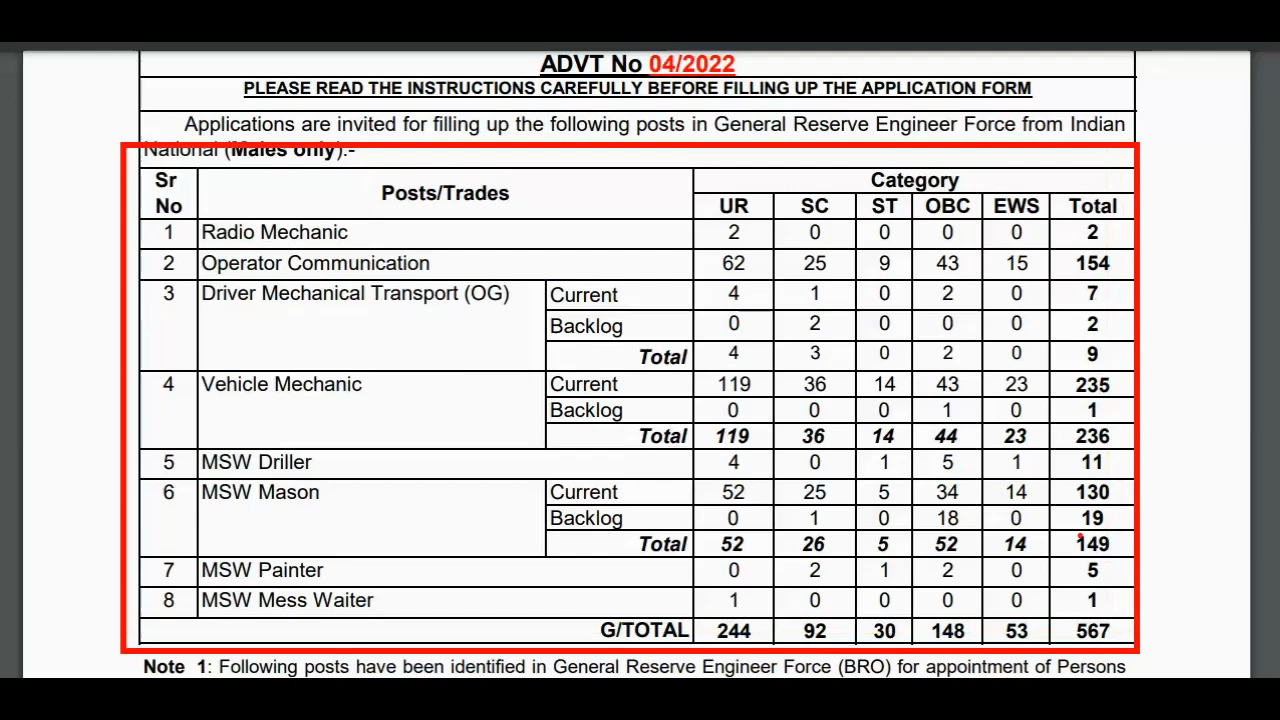 ADVT No 04/2022
PLEASE READ THE INSTRUCTIONS CAREFULLY BEFORE FILLING UP THE APPLICATION FORM
Applications are invited for filling up the following posts in General Reserve Engineer Force from Indian
National (Males only):-
Sr No Posts/Trades Category
UR SC ST OBC EWS Total
1 Radio Mechanic 2 0 0 0 0 2
2 Operator Communication 62 25 9 43 15 154
3 Driver Mechanical Transport (OG) Current 4 1 0 2 0 7
Backlog 0 2 0 0 0 2
Total 4 3 0 2 0 9
4 Vehicle Mechanic Current 119 36 14 43 23 235
Backlog 0 0 0 1 0 1
Total 119 36 14 44 23 236
5 MSW Driller 4 0 1 5 1 11
6 MSW Mason Current 52 25 5 34 14 130
Backlog 0 1 0 18 0 19
Total 52 26 5 52 14 149
7 MSW Painter 0 2 1 2 0 5
8 MSW Mess Waiter 1 0 0 0 0 1
G/TOTAL 244 92 30 148 53 567
Note 1: Following posts have been identified in General Reserve Engineer Force (BRO) for appointment of Persons